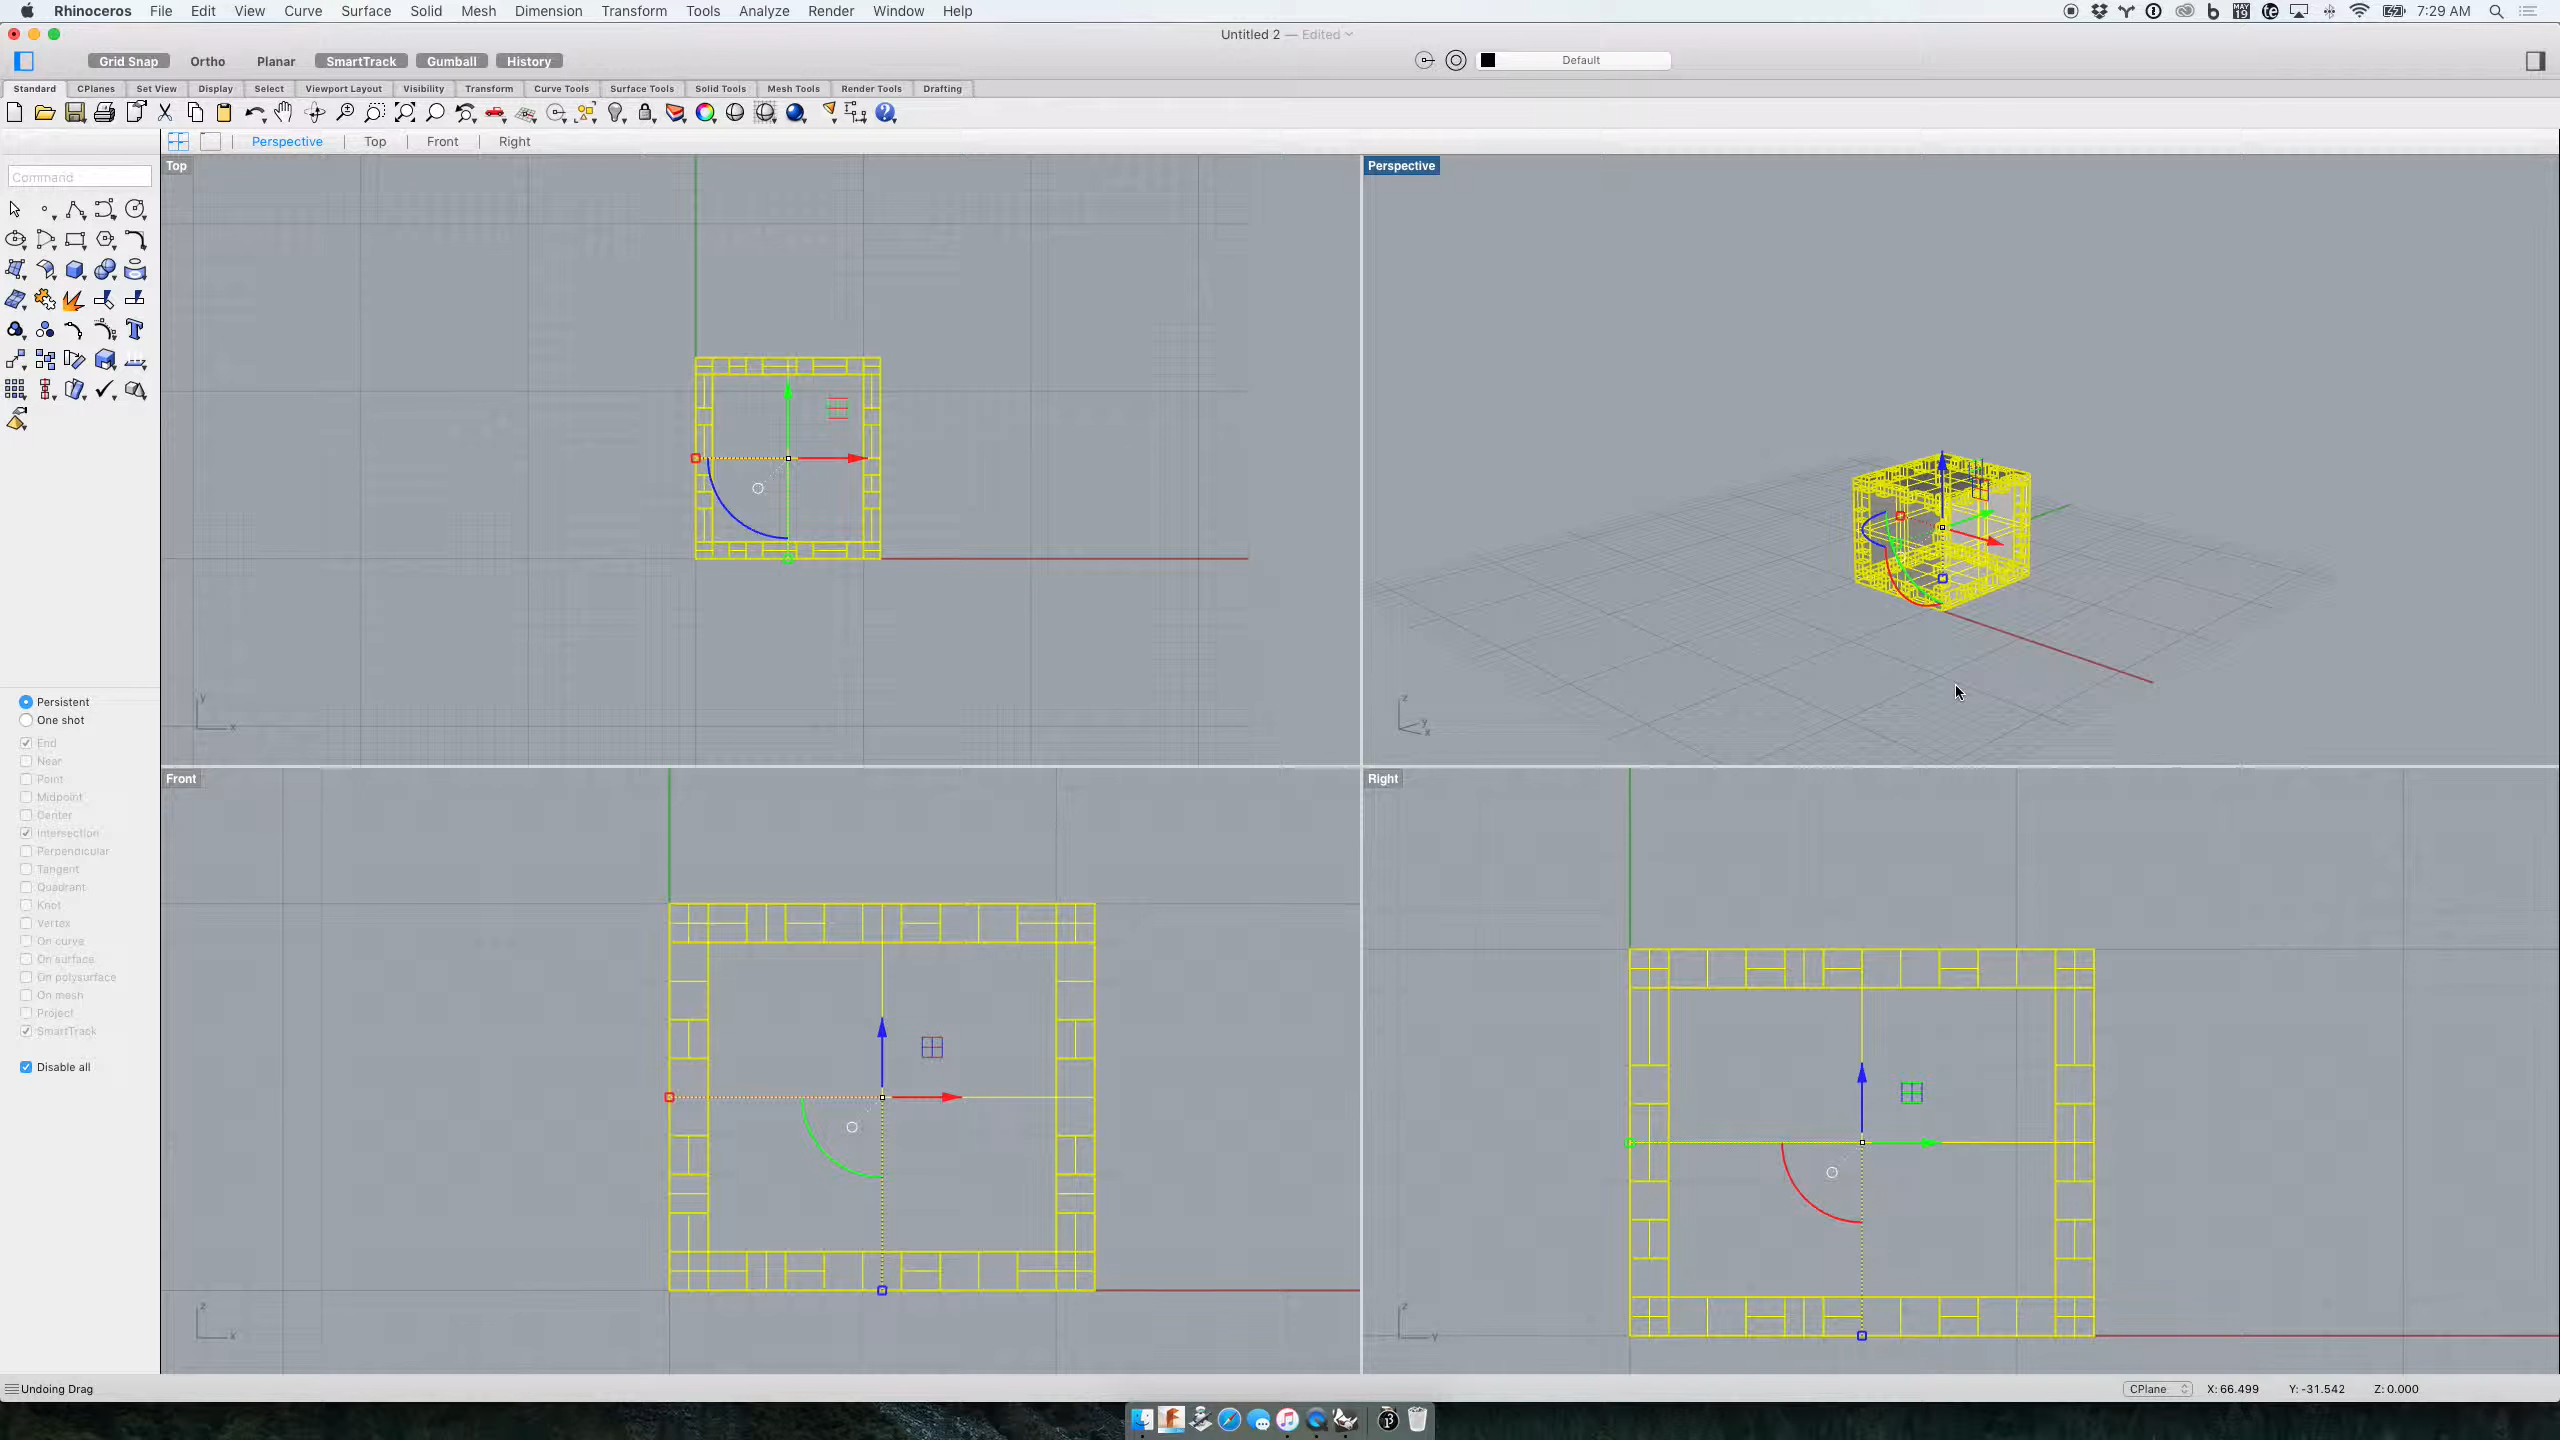 Rhinoceros File Edit View Curve Surface Solid Mesh Dimension Transform Tools Analyze Render Window Help
MAY 19
7:29 AM
Untitled 2 — Edited
Grid Snap Ortho Planar SmartTrack Gumball History
Default
Standard CPlanes Set View Display Select Viewport Layout Visibility Transform Curve Tools Surface Tools Solid Tools Mesh Tools Render Tools Drafting
Perspective | Top | Front | Right
Top
Perspective
Command
y
x
z
y
x
Persistent
One shot
End
Near
Point
Midpoint
Center
Intersection
Perpendicular
Tangent
Quadrant
Knot
Vertex
On curve
On surface
On polysurface
On mesh
Project
SmartTrack
Disable all
Front
Right
z
x
z
y
Undoing Drag
CPlane X: 66.499 Y: -31.542 Z: 0.000